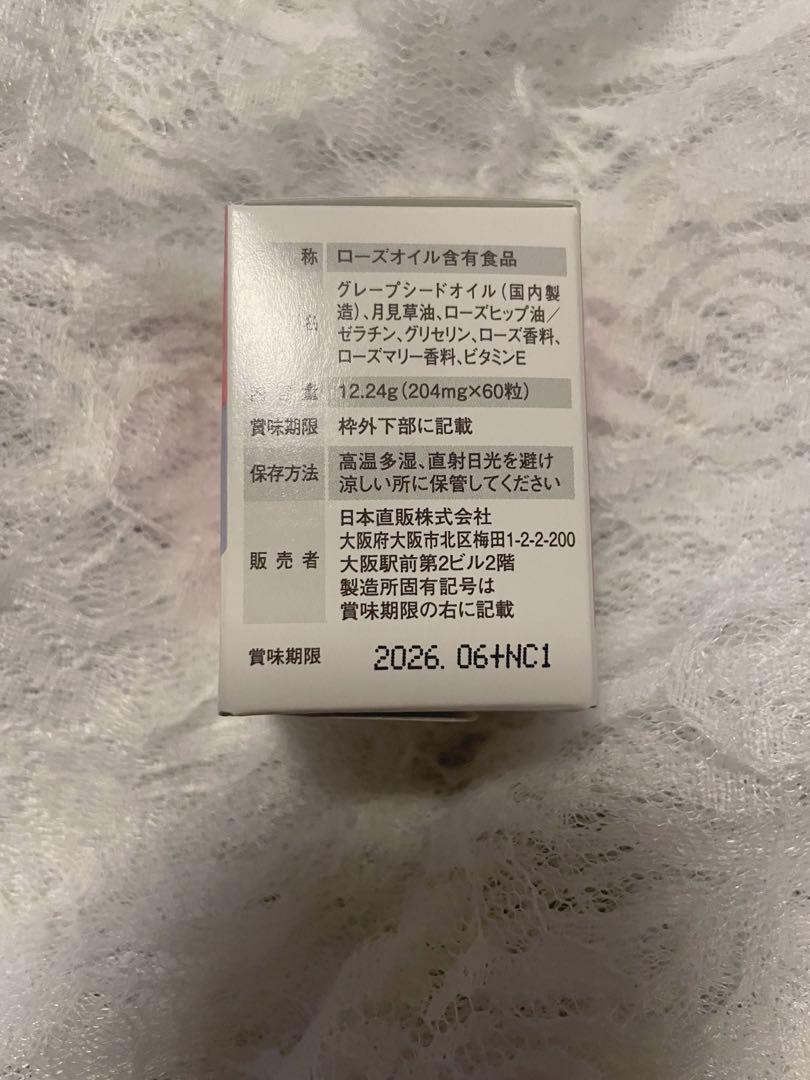 称 ローズオイル含有食品
名 グレープシードオイル(国内製
造)、月見草油、ローズヒップ油/
ゼラチン、グリセリン、ローズ香料、
ローズマリー香料、ビタミンE
内容量 12.24g(204mg×60粒)
賞味期限 枠外下部に記載
保存方法 高温多湿、直射日光を避け
涼しい所に保管してください
販売者 日本直販株式会社
大阪府大阪市北区梅田1-2-2-200
大阪駅前第2ビル2階
製造所固有記号は
賞味期限の右に記載
賞味期限 2026.06+NC1